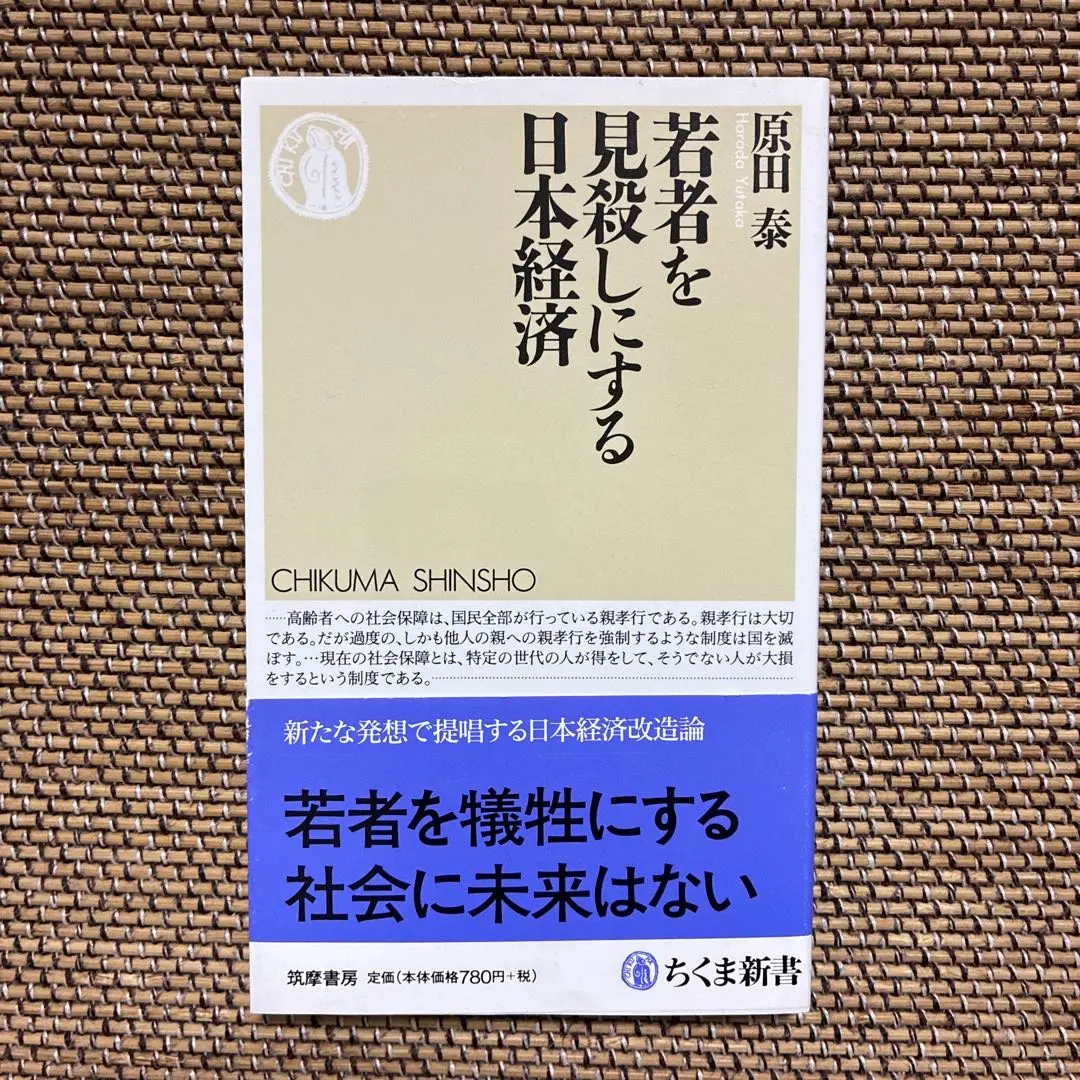 原田 泰
Harada Yutaka
若者を
見殺しにする
日本経済
CHI KU MA
CHIKUMA SHINSHO
……高齢者への社会保障は、国民全部が行っている親孝行である。親孝行は大切
である。だが過度の、しかも他人の親への親孝行を強制するような制度は国を滅
ぼす。…現在の社会保障とは、特定の世代の人が得をして、そうでない人が大損
をするという制度である。……
新たな発想で提唱する日本経済改造論
若者を犠牲にする
社会に未来はない
筑摩書房 定価(本体価格780円+税)
CHI KU MA
ちくま新書